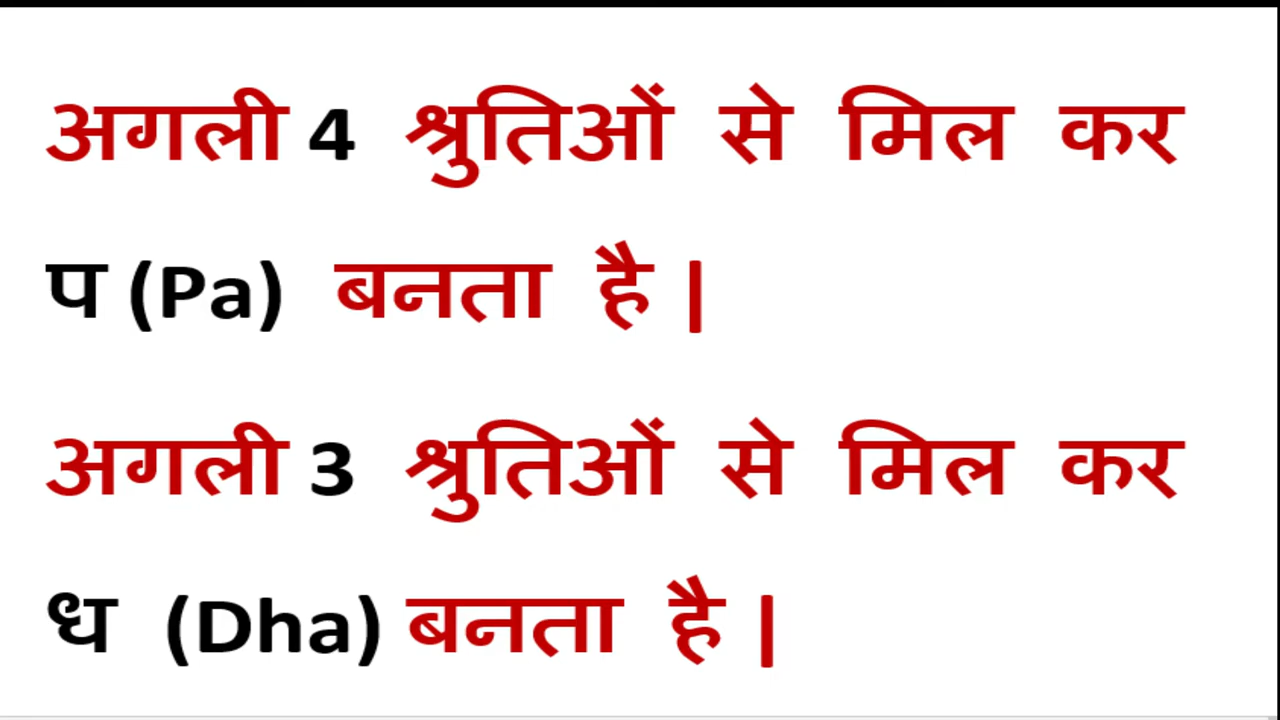 अगली 4 श्रुतिओं से मिल कर
प (Pa) बनता है |
अगली 3 श्रुतिओं से मिल कर
ध (Dha) बनता है |